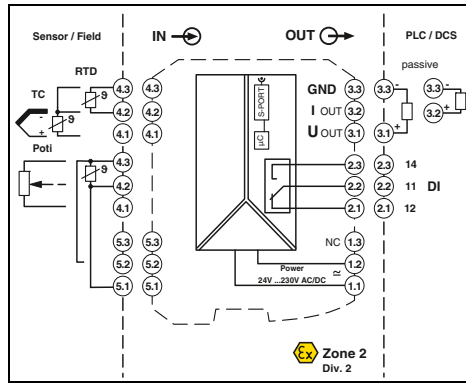 Sensor / Field
IN
OUT
PLC / DCS
RTD
TC
ϑ
ϑ
-
+
4.3
4.2
4.1
4.3
4.2
4.1
Poti
ϑ
4.3
4.2
4.1
5.3
5.2
5.1
5.3
5.2
5.1
S-PORT
µC
GND 3.3
I OUT 3.2
U OUT 3.1
passive
3.3 -
3.1 +
3.3 -
3.2 +
2.3 2.3 14
2.2 2.2 11 DI
2.1 2.1 12
NC 1.3
Power 1.2
24V ...230V AC/DC ≃ 1.1
Ex Zone 2
Div. 2